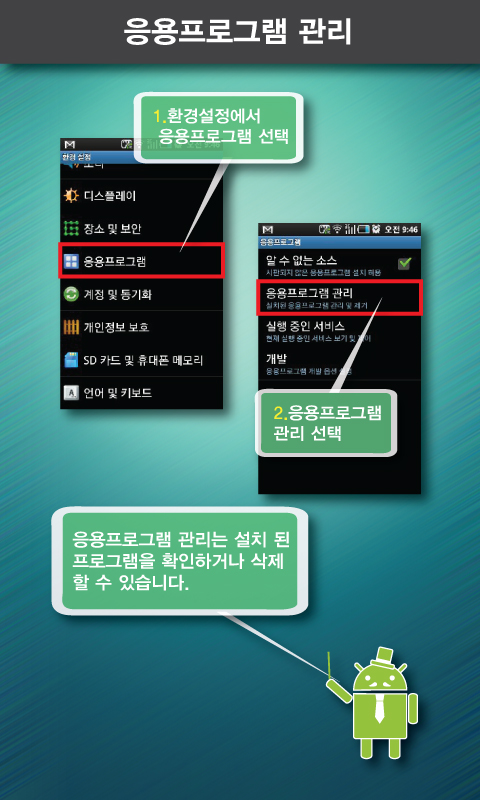 응용프로그램 관리
1.환경설정에서
응용프로그램 선택
환경 설정
소리
디스플레이
장소 및 보안
응용프로그램
계정 및 동기화
개인정보 보호
SD 카드 및 휴대폰 메모리
언어 및 키보드
오전 9:46
응용프로그램
알 수 없는 소스
시판되지 않은 응용프로그램 설치 허용
응용프로그램 관리
설치된 응용프로그램 관리 및 제거
실행 중인 서비스
현재 실행 중인 서비스 보기 및 제어
개발
응용프로그램 개발 옵션 설정
2.응용프로그램
관리 선택
응용프로그램 관리는 설치 된
프로그램을 확인하거나 삭제
할 수 있습니다.